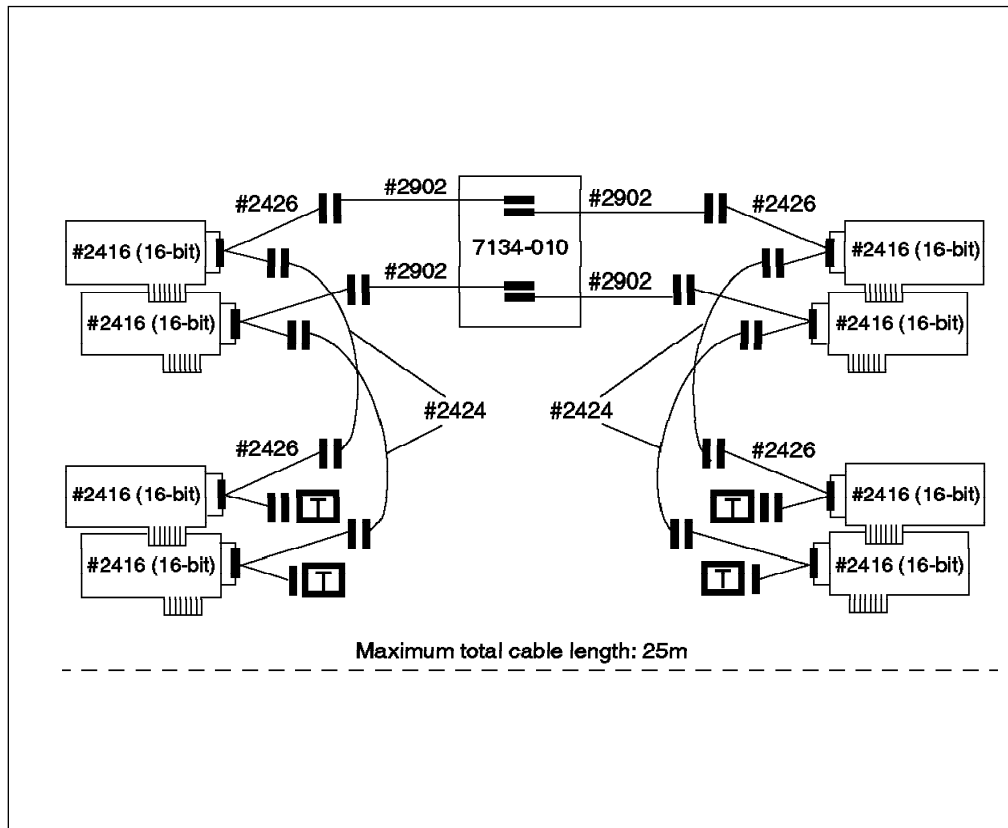 #2902
#2902
#2426
#2426
7134-010
#2416 (16-bit)
#2416 (16-bit)
#2902
#2902
#2416 (16-bit)
#2416 (16-bit)
#2424
#2424
#2426
#2426
#2416 (16-bit)
T
T
#2416 (16-bit)
#2416 (16-bit)
T
T
#2416 (16-bit)
Maximum total cable length: 25m